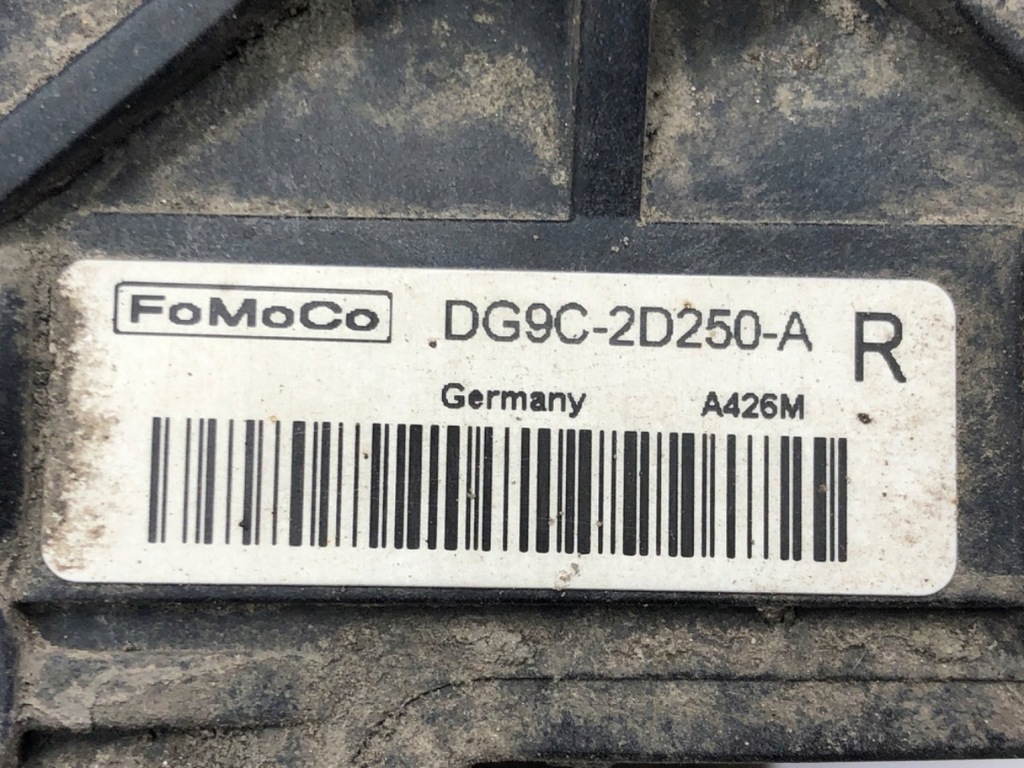 FoMoCo DG9C-2D250-A R
Germany A426M